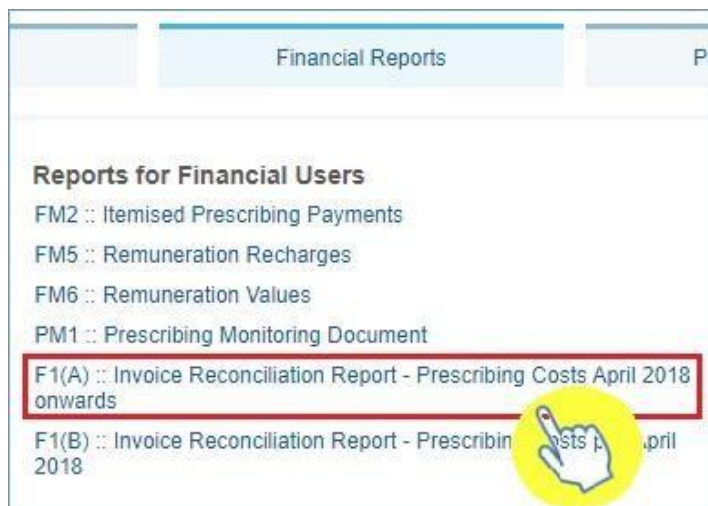 Financial Reports
P
Reports for Financial Users
FM2 :: Itemised Prescribing Payments
FM5 :: Remuneration Recharges
FM6 :: Remuneration Values
PM1 :: Prescribing Monitoring Document
F1(A) :: Invoice Reconciliation Report - Prescribing Costs April 2018
onwards
F1(B) :: Invoice Reconciliation Report - Prescribing
2018